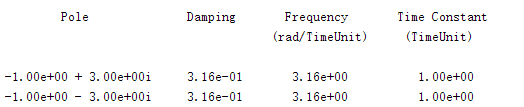 Pole Damping Frequency Time Constant
(rad/TimeUnit) (TimeUnit)
-1.00e+00 + 3.00e+00i 3.16e-01 3.16e+00 1.00e+00
-1.00e+00 - 3.00e+00i 3.16e-01 3.16e+00 1.00e+00